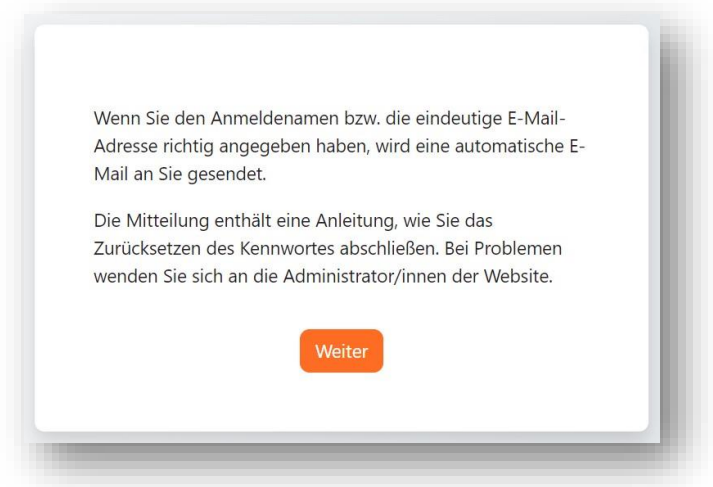 Wenn Sie den Anmeldenamen bzw. die eindeutige E-Mail-
Adresse richtig angegeben haben, wird eine automatische E-
Mail an Sie gesendet.
Die Mitteilung enthält eine Anleitung, wie Sie das
Zurücksetzen des Kennwortes abschließen. Bei Problemen
wenden Sie sich an die Administrator/innen der Website.
Weiter